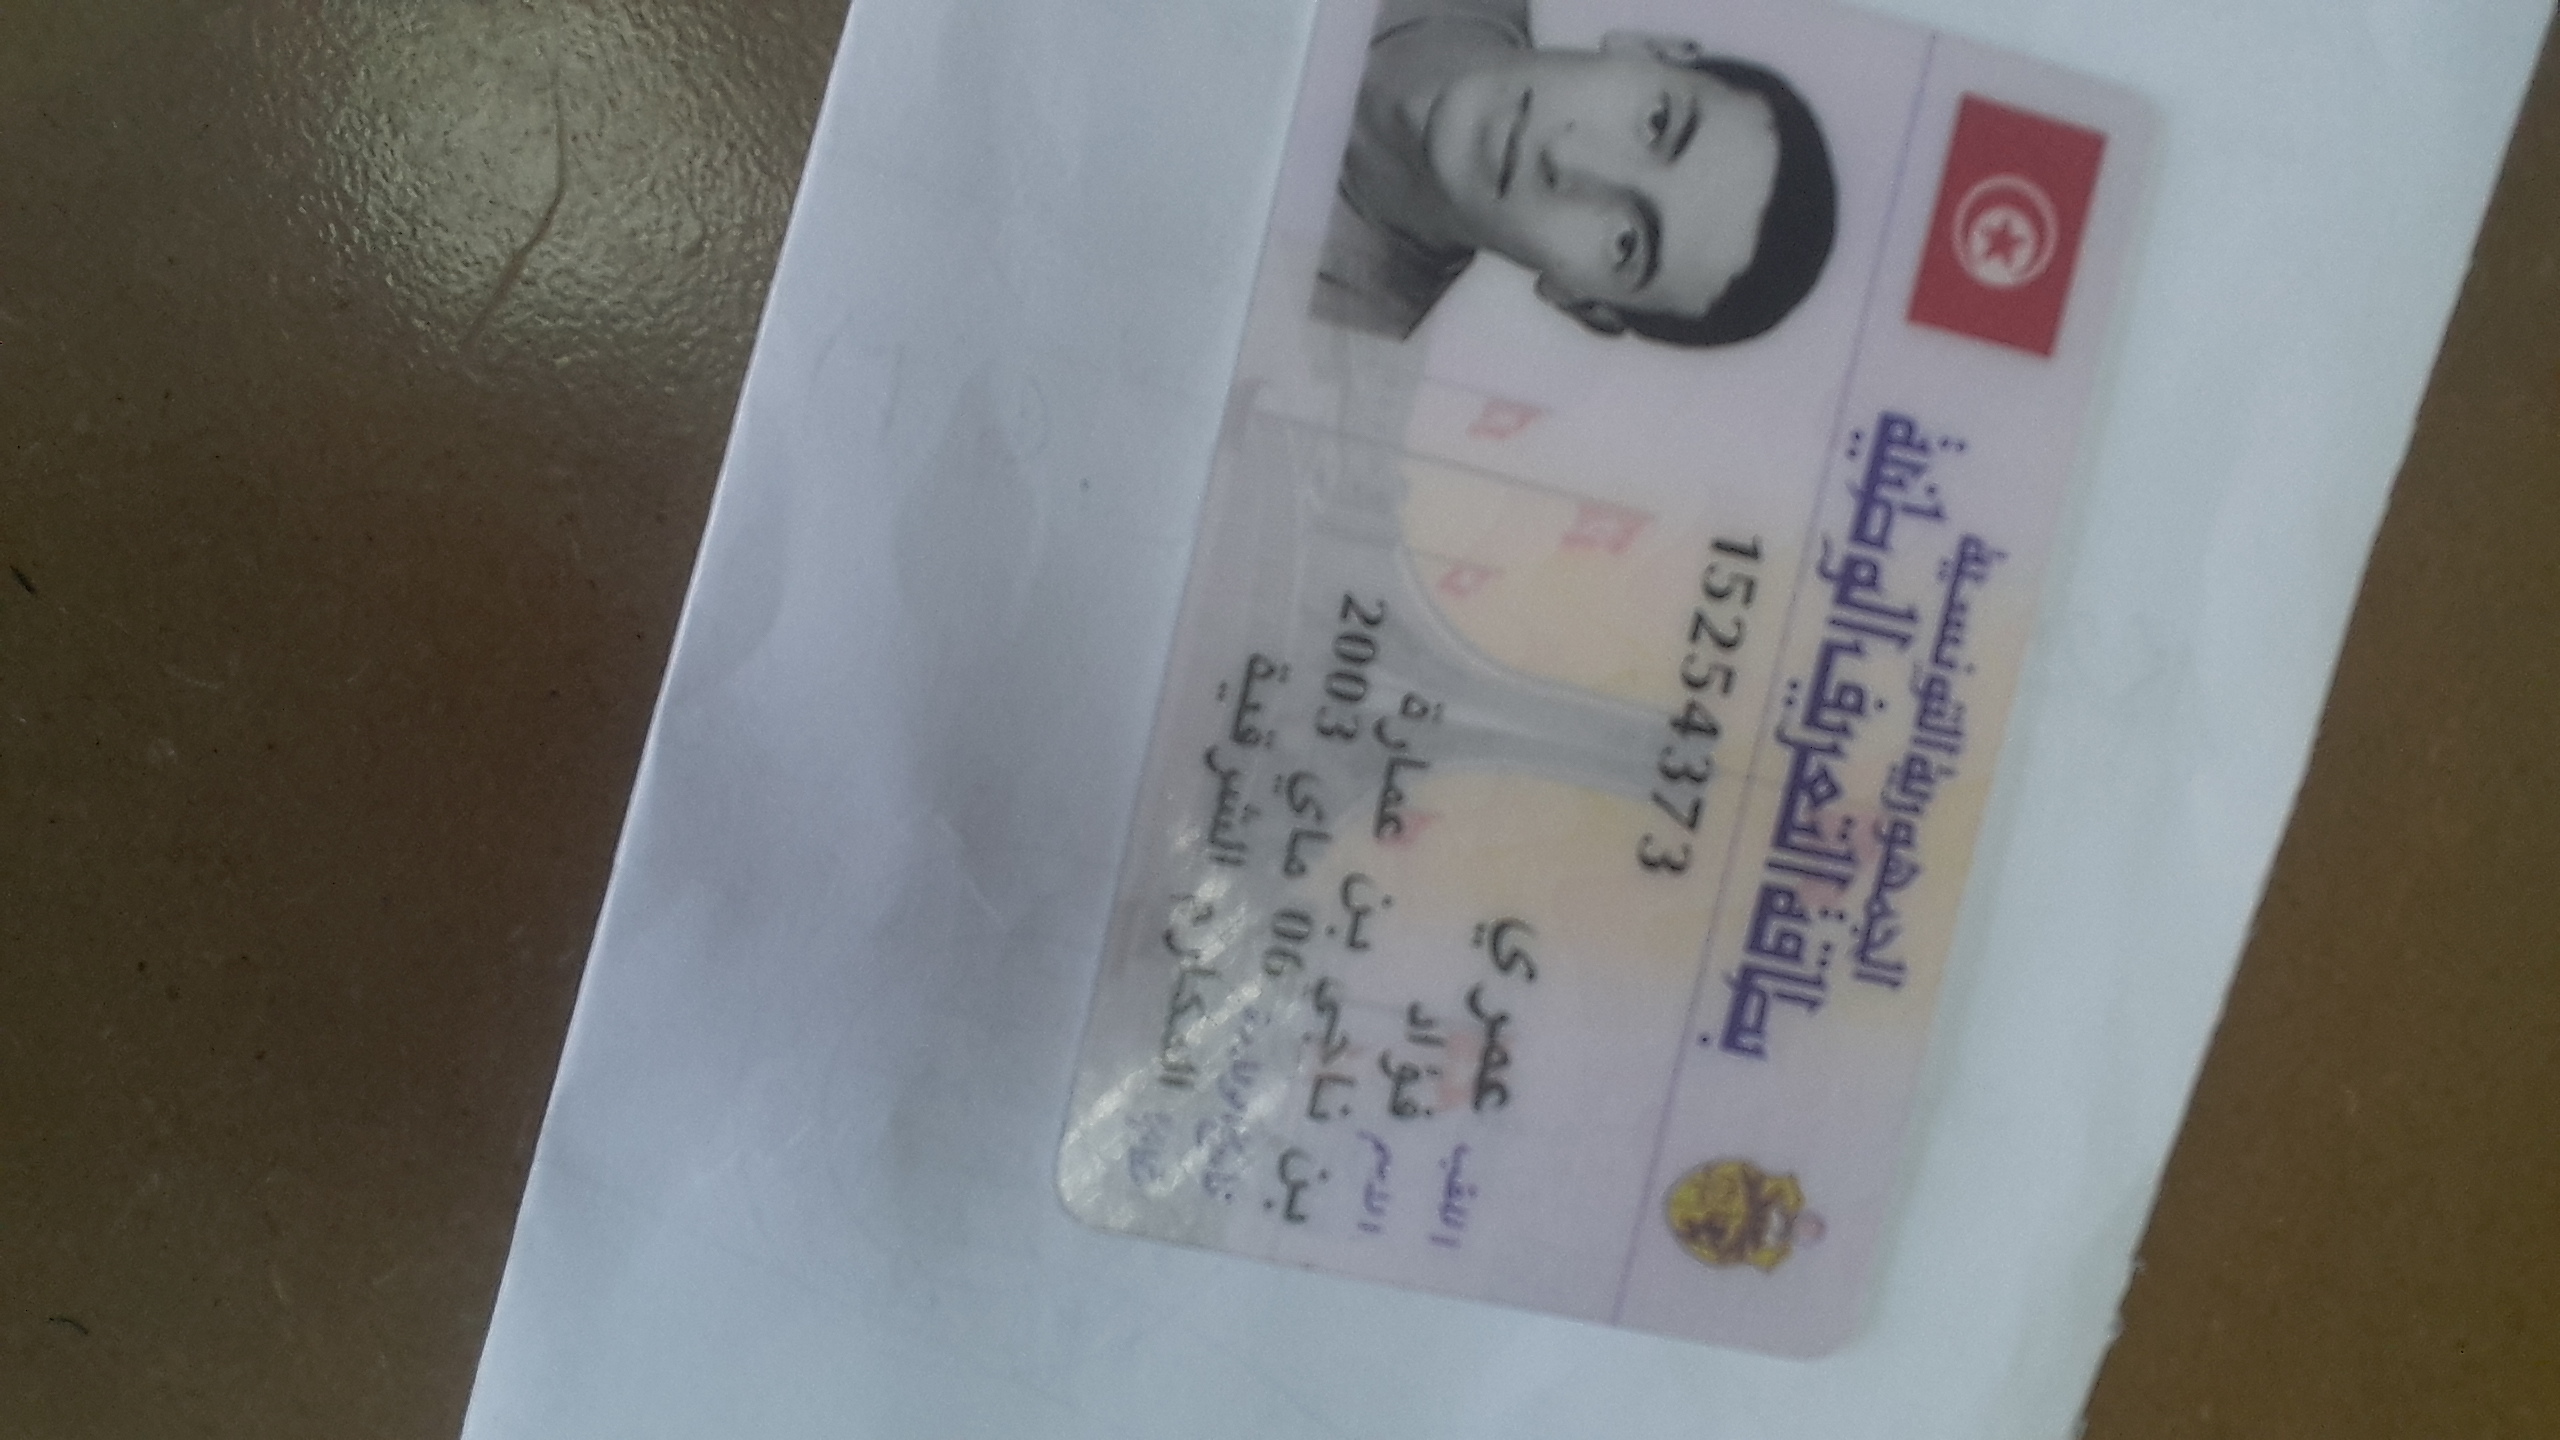 الجمهورية التونسية
بطاقة التعريف الوطنية
15254373
اللقب عمري
الاسم فؤاد
بن ناجي بن عمارة
تاريخ الولادة 06 ماي 2003
مكانها المكارم الشرقية